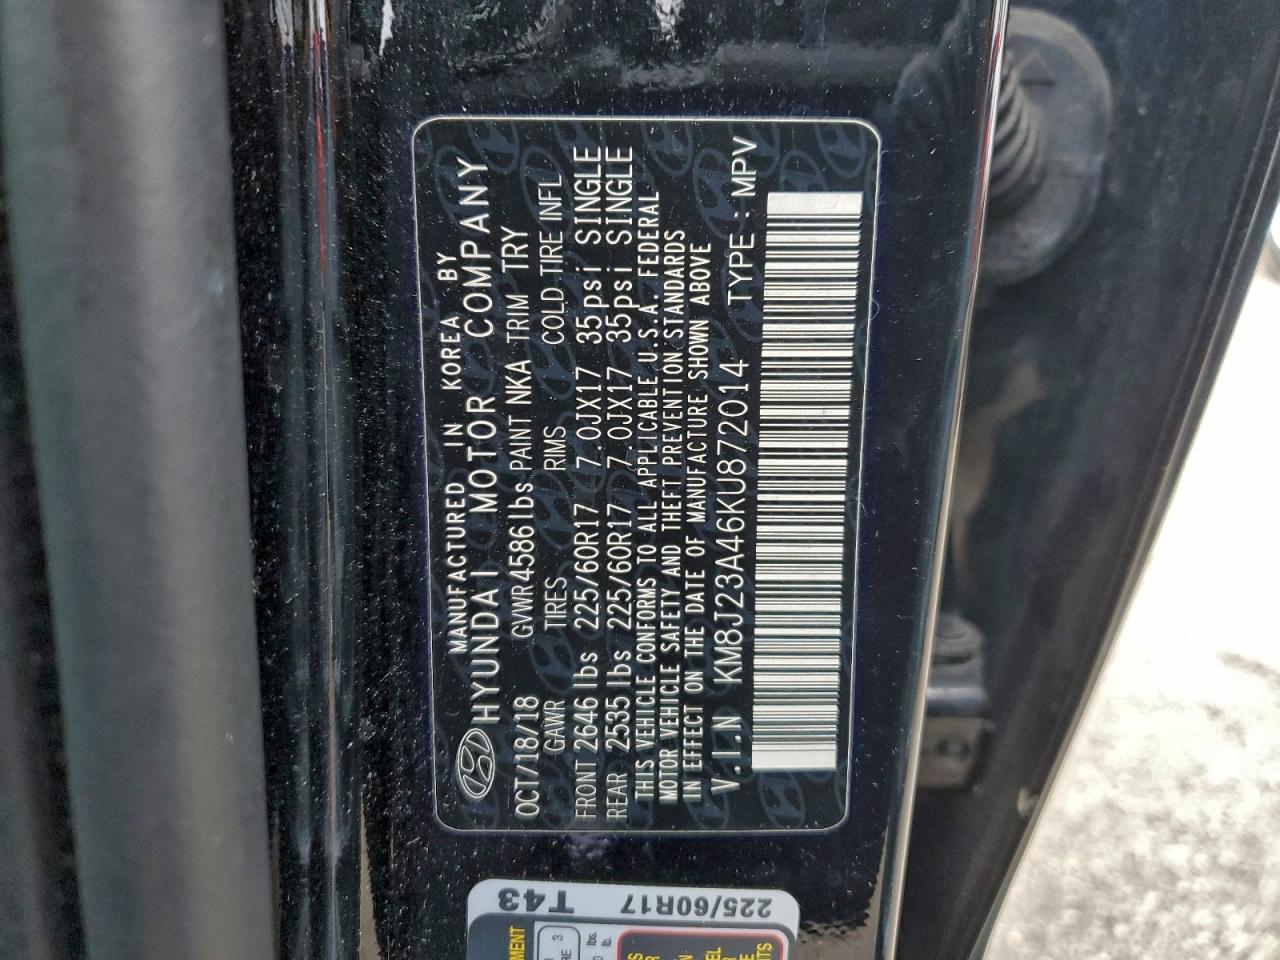 MANUFACTURED IN KOREA BY
HYUNDAI MOTOR COMPANY
OCT/18/18 GVWR 4586 lbs PAINT NKA TRIM TRY
GAWR TIRES RIMS COLD TIRE INFL
FRONT 2646 lbs 225/60R17 7.0JX17 35psi SINGLE
REAR 2535 lbs 225/60R17 7.0JX17 35psi SINGLE
THIS VEHICLE CONFORMS TO ALL APPLICABLE U.S.A. FEDERAL
MOTOR VEHICLE SAFETY AND THEFT PREVENTION STANDARDS
IN EFFECT ON THE DATE OF MANUFACTURE SHOWN ABOVE
V.I.N KM8J23A46KU872014 TYPE : MPV
T43
225/60R17
3
lbs.
lb.